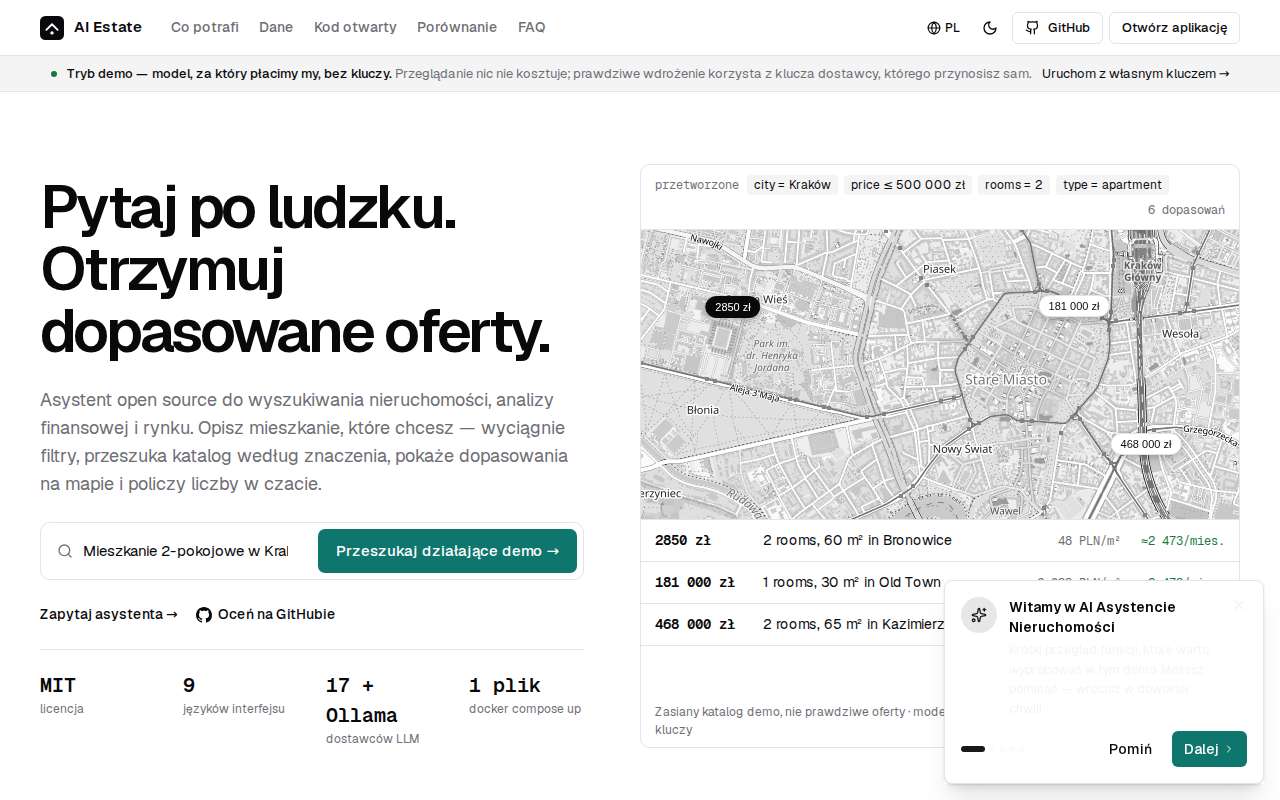 AI Estate
Co potrafi
Dane
Kod otwarty
Porównanie
FAQ
PL
GitHub
Otwórz aplikację
Tryb demo — model, za który płacimy my, bez kluczy. Przeglądanie nic nie kosztuje; prawdziwe wdrożenie korzysta z klucza dostawcy, którego przynosisz sam. Uruchom z własnym kluczem →
Pytaj po ludzku.
Otrzymuj
dopasowane oferty.
Asystent open source do wyszukiwania nieruchomości, analizy
finansowej i rynku. Opisz mieszkanie, które chcesz — wyciągnie
filtry, przeszuka katalog według znaczenia, pokaże dopasowania
na mapie i policzy liczby w czacie.
Mieszkanie 2-pokojowe w Kra
Przeszukaj działające demo →
Zapytaj asystenta →
Oceń na GitHubie
MIT
licencja
9
języków interfejsu
17 +
Ollama
dostawców LLM
1 plik
docker compose up
przetworzone city = Kraków price ≤ 500 000 zł rooms = 2 type = apartment
6 dopasowań
Nawojki
Piasek
Kraków
Główny
Wieś
2850 zł
181 000 zł
Wesoła
Park im.
dr. Henryka
Jordana
Stare Miasto
Aleja 3 Maja
Błonia
468 000 zł
Grzegórzecka
Nowy Świat
erzyniec
Rudawa
Wawel
2850 zł 2 rooms, 60 m² in Bronowice 48 PLN/m² ≈2 473/mies.
181 000 zł 1 rooms, 30 m² in Old Town
468 000 zł 2 rooms, 65 m² in Kazimierz
Zasiany katalog demo, nie prawdziwe oferty · mode
kluczy
Witamy w AI Asystencie
Nieruchomości
Pomiń
Dalej